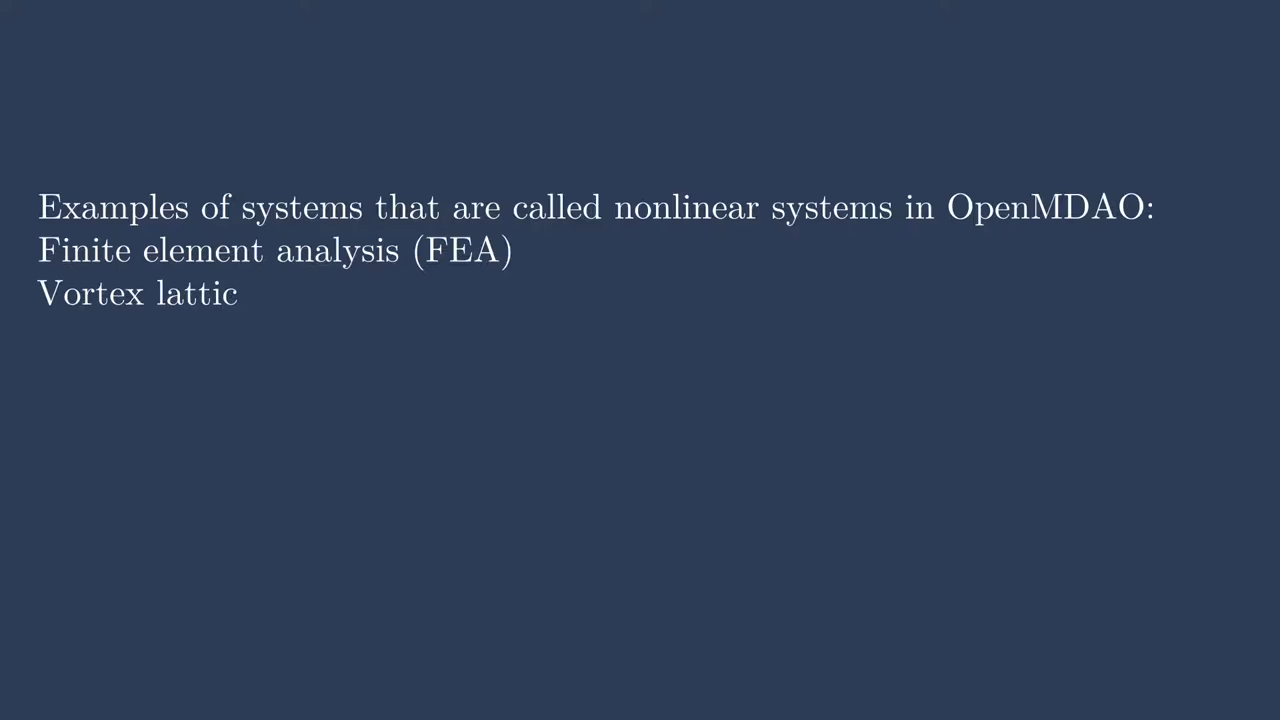 Examples of systems that are called nonlinear systems in OpenMDAO:
Finite element analysis (FEA)
Vortex lattic